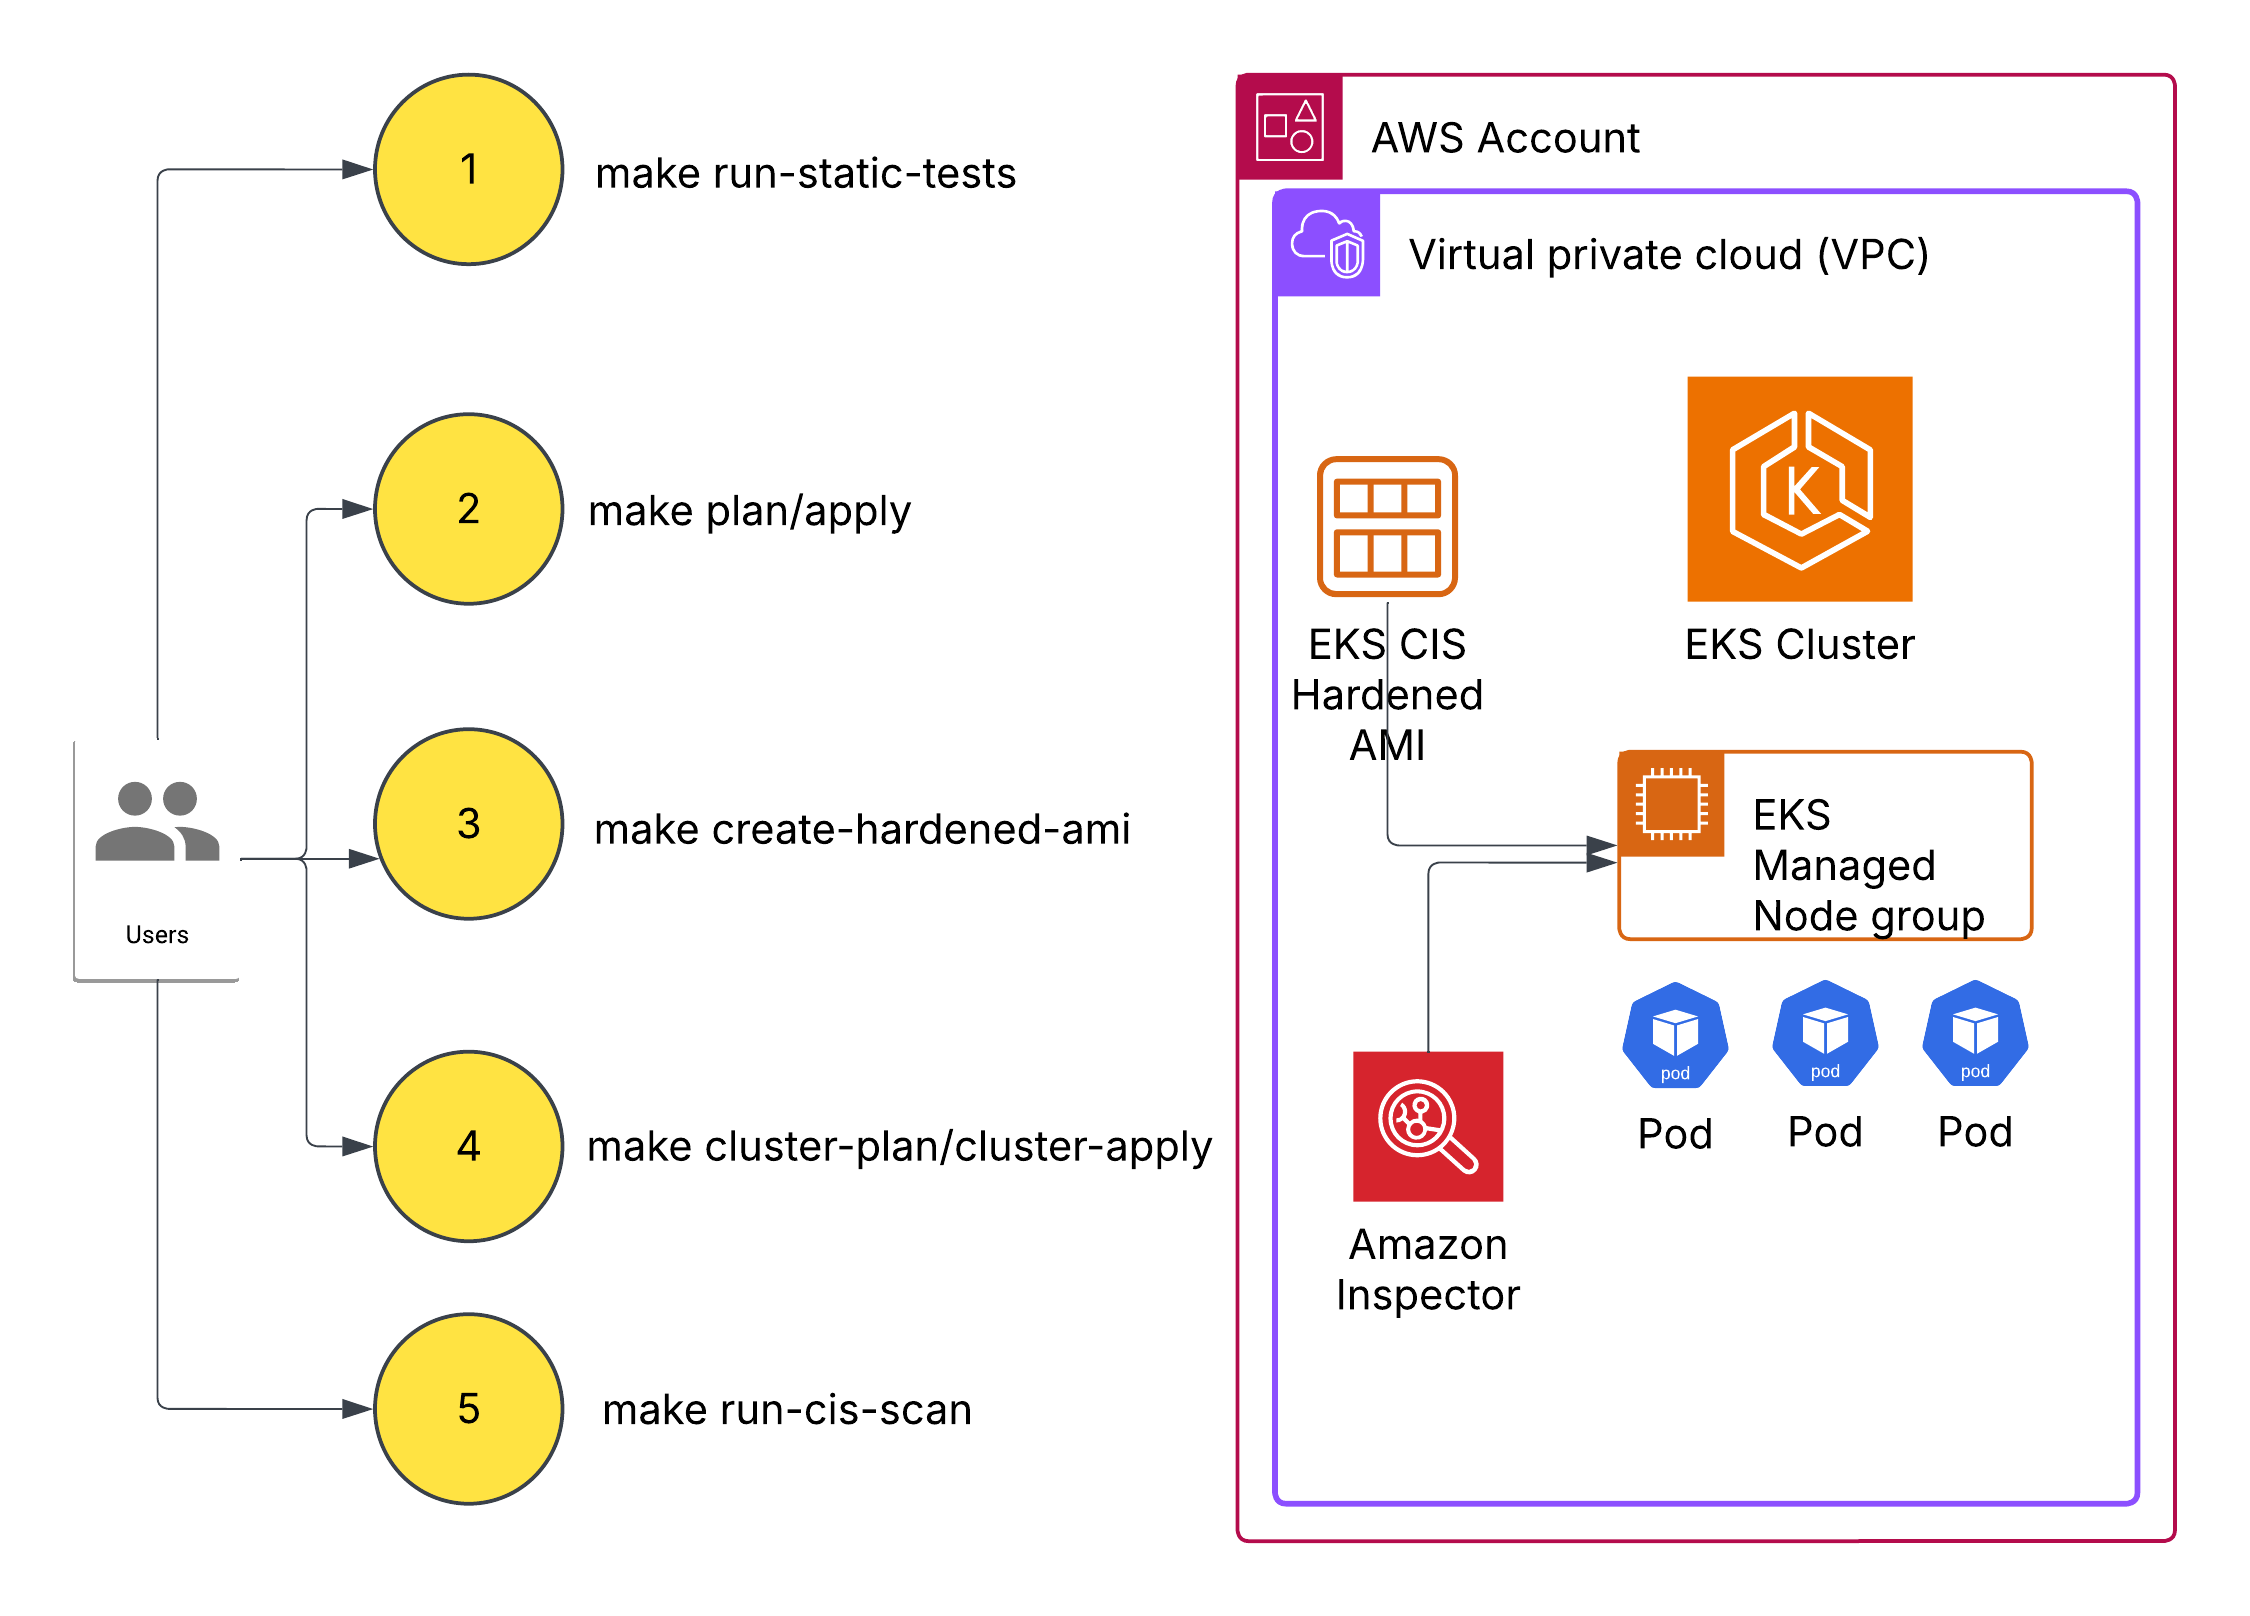 1
make run-static-tests
2
make plan/apply
3
make create-hardened-ami
4
make cluster-plan/cluster-apply
5
make run-cis-scan
Users
AWS Account
Virtual private cloud (VPC)
EKS CIS
Hardened
AMI
K
EKS Cluster
EKS
Managed
Node group
pod
Pod
pod
Pod
pod
Pod
Amazon
Inspector